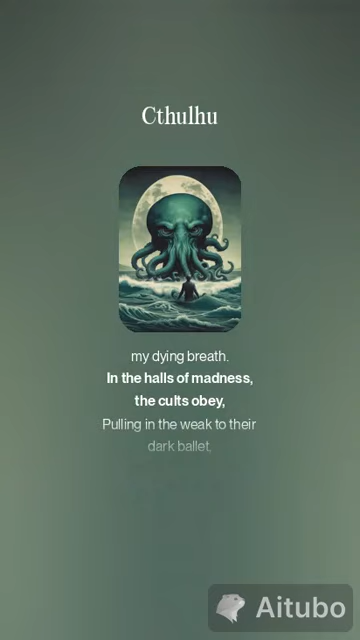 Cthulhu
my dying breath.
In the halls of madness,
the cults obey,
Pulling in the weak to their
dark ballet,
Aitubo